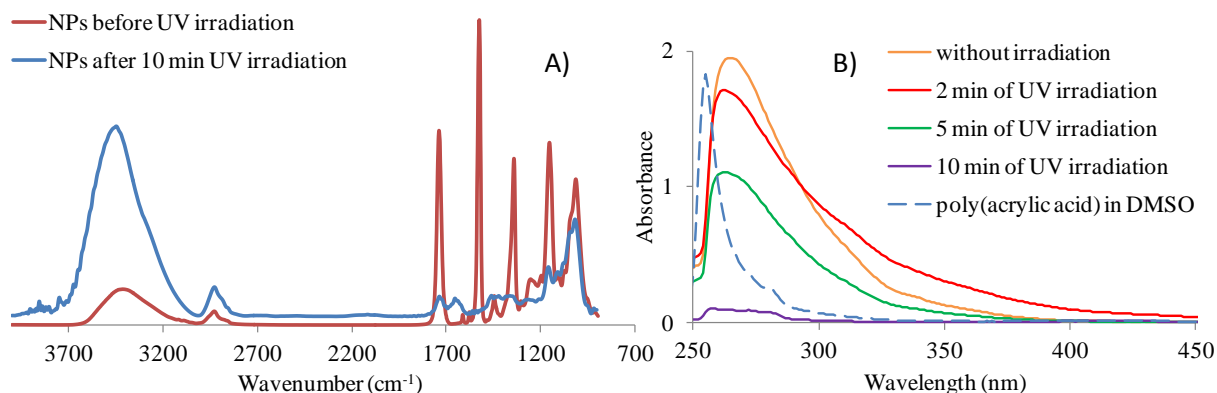 NPs before UV irradiation
NPs after 10 min UV irradiation
A)
3700 3200 2700 2200 1700 1200 700
Wavenumber (cm-1)
B)
without irradiation
2 min of UV irradiation
5 min of UV irradiation
10 min of UV irradiation
poly(acrylic acid) in DMSO
Absorbance
2
1
0
250 300 350 400 450
Wavelength (nm)